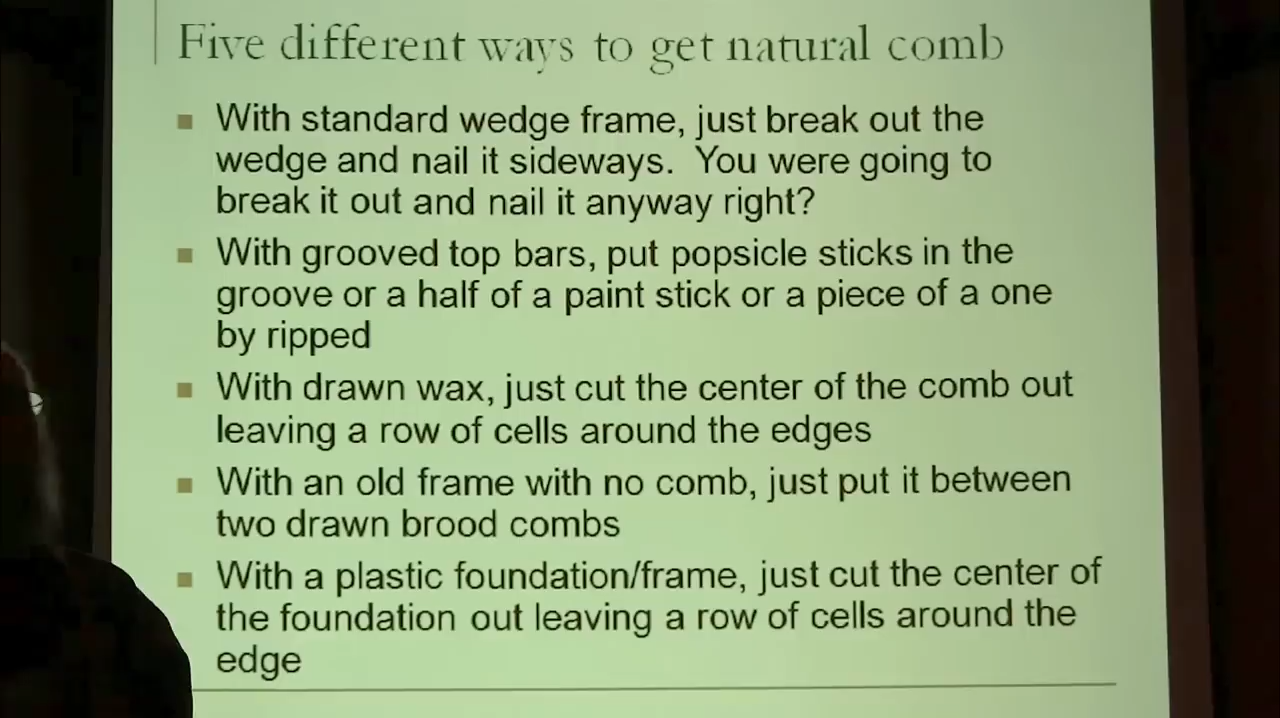 Five different ways to get natural comb
With standard wedge frame, just break out the
wedge and nail it sideways.  You were going to
break it out and nail it anyway right?
With grooved top bars, put popsicle sticks in the
groove or a half of a paint stick or a piece of a one
by ripped
With drawn wax, just cut the center of the comb out
leaving a row of cells around the edges
With an old frame with no comb, just put it between
two drawn brood combs
With a plastic foundation/frame, just cut the center of
the foundation out leaving a row of cells around the
edge